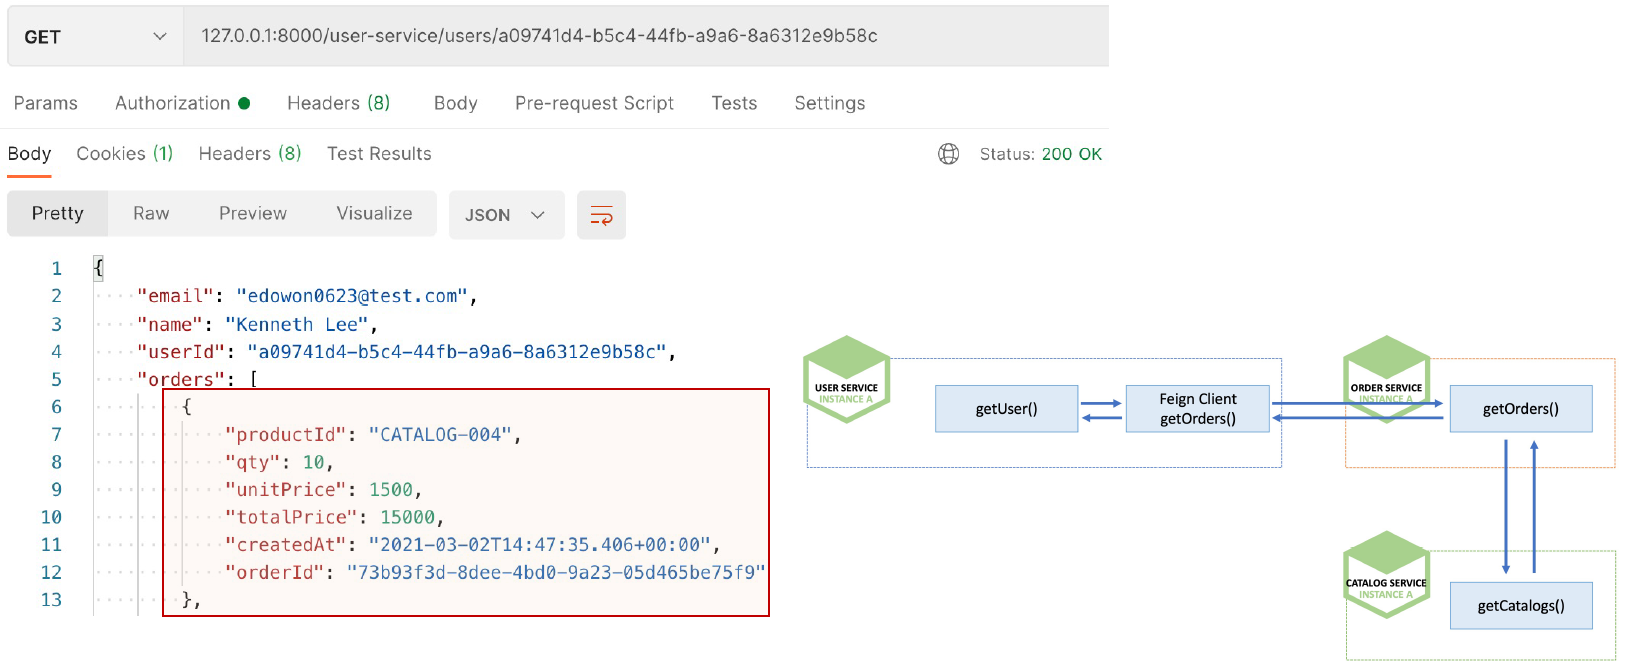 GET
127.0.0.1:8000/user-service/users/a09741d4-b5c4-44fb-a9a6-8a6312e9b58c
Params Authorization Headers (8) Body Pre-request Script Tests Settings
Body Cookies (1) Headers (8) Test Results Status: 200 OK
Pretty Raw Preview Visualize JSON
1 {
2 "email": "edowon0623@test.com",
3 "name": "Kenneth Lee",
4 "userId": "a09741d4-b5c4-44fb-a9a6-8a6312e9b58c",
5 "orders": [
6 {
7 "productId": "CATALOG-004",
8 "qty": 10,
9 "unitPrice": 1500,
10 "totalPrice": 15000,
11 "createdAt": "2021-03-02T14:47:35.406+00:00",
12 "orderId": "73b93f3d-8dee-4bd0-9a23-05d465be75f9"
13 },
USER SERVICE
INSTANCE A
getUser()
Feign Client
getOrders()
ORDER SERVICE
INSTANCE A
getOrders()
CATALOG SERVICE
INSTANCE A
getCatalogs()